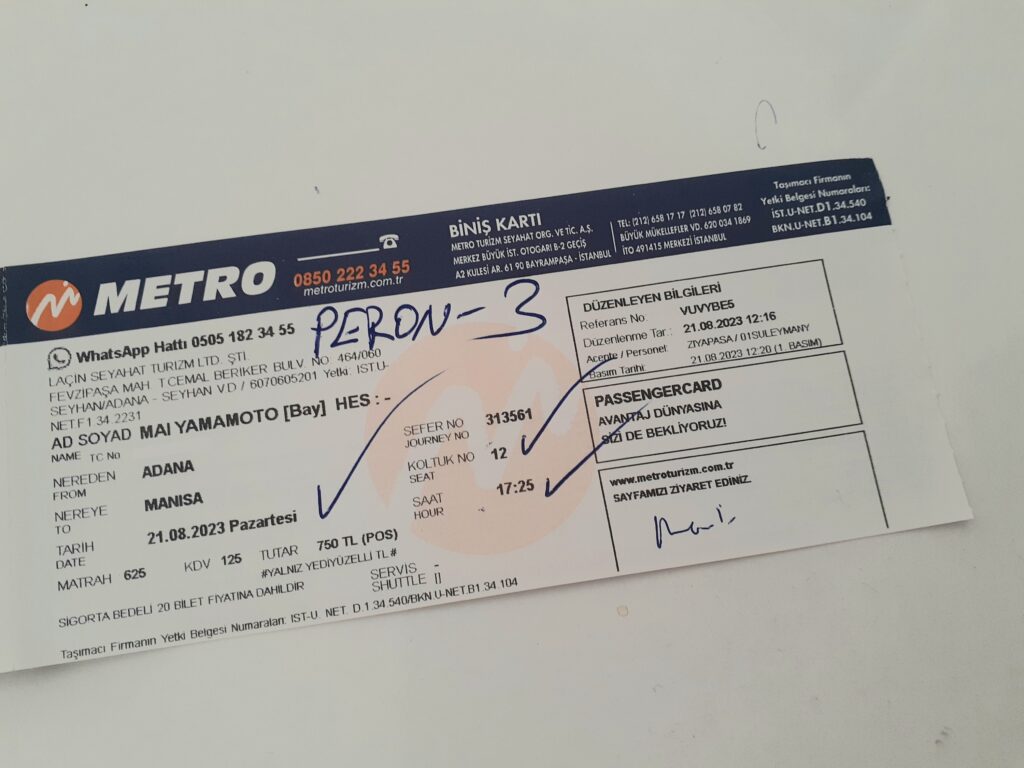 METRO
0850 222 34 55
metroturizm.com.tr
BİNİŞ KARTI
METRO TURİZM SEYAHAT ORG. VE TİC. A.Ş.
MERKEZ BÜYÜK İST. OTOGARI B-2 GEÇİŞ
A2 KULESİ AR. 61 90 BAYRAMPAŞA - İSTANBUL
TEL: (212) 658 17 17 (212) 658 07 82
BÜYÜK MÜKELLEFLER VD. 620 034 1869
İTO 491415 MERKEZİ İSTANBUL
Taşımacı Firmanın
Yetki Belgesi Numaraları:
İST.U-NET.D1.34.540
BKN.U-NET.B1.34.104
WhatsApp Hattı 0505 182 34 55
PERON - 3
LAÇİN SEYAHAT TURİZM LTD. ŞTİ.
FEVZİPAŞA MAH T.CEMAL BERİKER BULV NO: 464/060
SEYHAN/ADANA - SEYHAN V.D / 6070605201 Yetki: IST-U-
NET.F1.34.2231
AD SOYAD MAI YAMAMOTO [Bay] HES : -
NAME TC No
NEREDEN ADANA
FROM
NEREYE MANISA
TO
TARİH 21.08.2023 Pazartesi
DATE
SEFER NO 313561
JOURNEY NO
KOLTUK NO 12
SEAT
SAAT 17:25
HOUR
MATRAH 625 KDV 125 TUTAR 750 TL (POS)
#YALNIZ YEDİYÜZELLİ TL#
SERVİS -
SHUTTLE ||
SİGORTA BEDELİ 20 BİLET FİYATINA DAHİLDİR
Taşımacı Firmanın Yetki Belgesi Numaraları: IST-U. NET. D.1.34.540/BKN.U-NET.B1.34.104
DÜZENLEYEN BİLGİLERİ
Referans No. VUVYBE5
Düzenlenme Tar.: 21.08.2023 12:16
Acente / Personel: ZIYAPASA / 01SULEYMANY
Basım Tarihi: 21.08.2023 12:20 (1. BASIM)
PASSENGERCARD
AVANTAJ DÜNYASINA
SİZİ DE BEKLİYORUZ!
www.metroturizm.com.tr
SAYFAMIZI ZİYARET EDİNİZ.